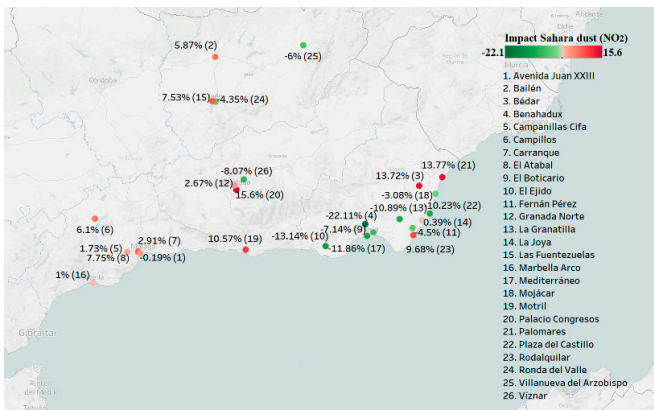 Alicante
Impact Sahara dust (NO2)
-22.1
15.6
Murcia
5.87% (2)
-6% (25)
Región de
Murcia
Córdoba
7.53% (15)
-4.35% (24)
-8.07% (26)
2.67% (12)
15.6% (20)
13.77% (21)
13.72% (3)
-3.08% (18)
-10.89% (13)
-10.23% (22)
0.39% (14)
-22.11% (4)
-7.14% (9)
-4.5% (11)
6.1% (6)
1.73% (5)
2.91% (7)
7.75% (8)
-0.19% (1)
10.57% (19)
-13.14% (10)
-11.86% (17)
9.68% (23)
1% (16)
Gibraltar
1. Avenida Juan XXIII
2. Bailén
3. Bédar
4. Benahadux
5. Campanillas Cifa
6. Campillos
7. Carranque
8. El Atabal
9. El Boticario
10. El Ejido
11. Fernán Pérez
12. Granada Norte
13. La Granatilla
14. La Joya
15. Las Fuentezuelas
16. Marbella Arco
17. Mediterráneo
18. Mojácar
19. Motril
20. Palacio Congresos
21. Palomares
22. Plaza del Castillo
23. Rodalquilar
24. Ronda del Valle
25. Villanueva del Arzobispo
26. Víznar